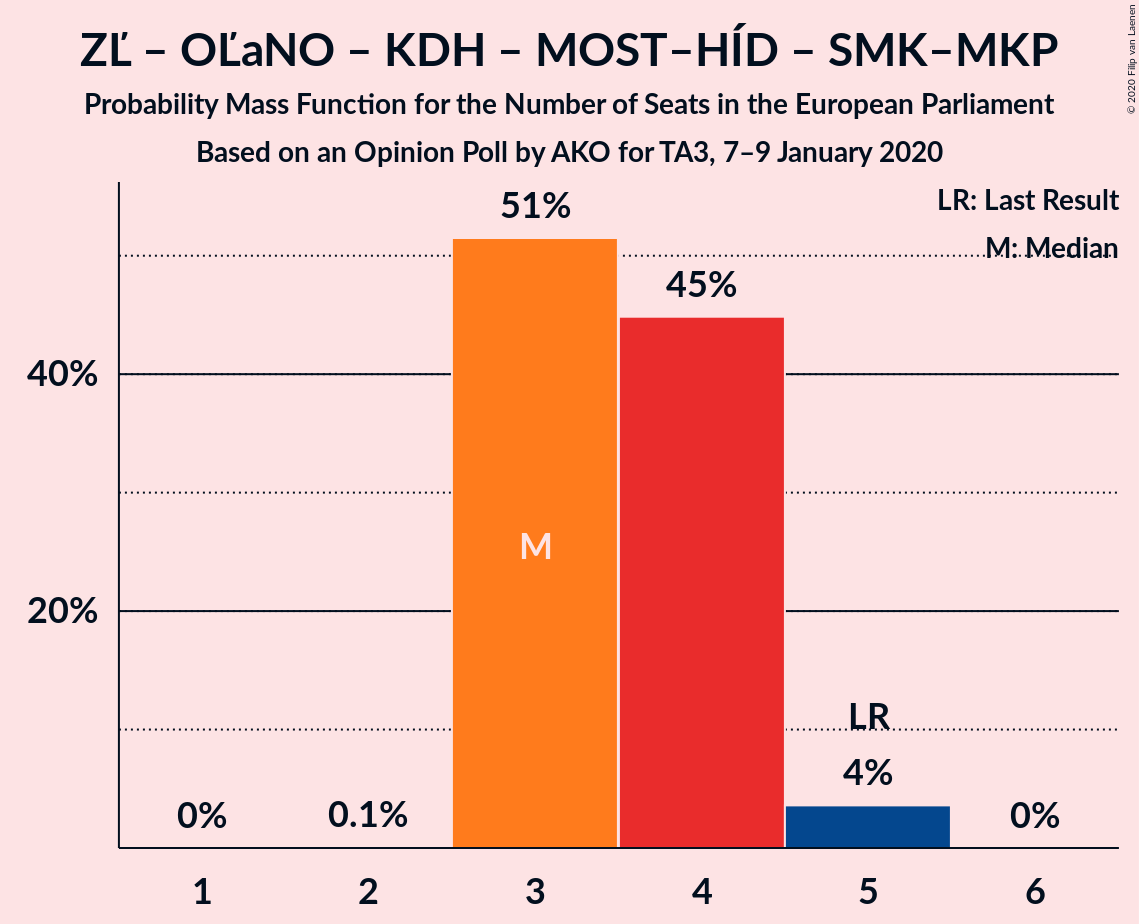 ZĽ – OĽaNO – KDH – MOST–HÍD – SMK–MKP
Probability Mass Function for the Number of Seats in the European Parliament
Based on an Opinion Poll by AKO for TA3, 7–9 January 2020
© 2020 Filip van Laenen
LR: Last Result
M: Median
51%
45%
40%
M
20%
LR
4%
0%
0.1%
0%
1
2
3
4
5
6